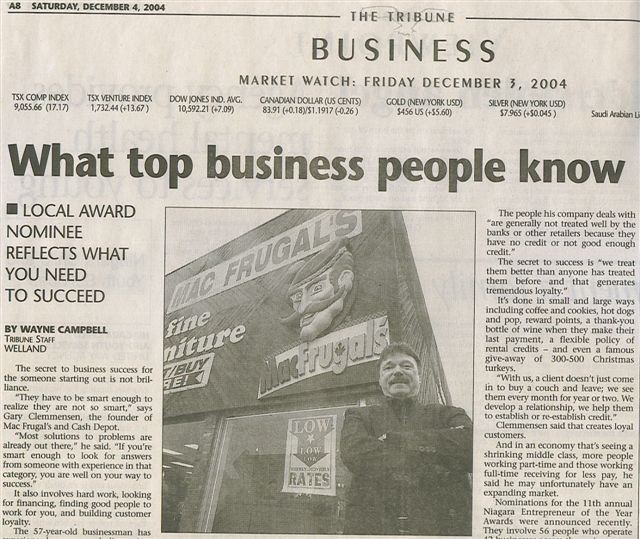 A8 SATURDAY, DECEMBER 4, 2004
THE TRIBUNE
BUSINESS
MARKET WATCH: FRIDAY DECEMBER 3, 2004
TSX COMP INDEX
9,055.66 (17.17)
TSX VENTURE INDEX
1,732.44 (+13.67 )
DOW JONES IND. AVG.
10,592.21 (+7.09)
CANADIAN DOLLAR (US CENTS)
83.91 (+0.18)/$1.1917 (-0.26 )
GOLD (NEW YORK USD)
$456 US (+$5.60)
SILVER (NEW YORK USD)
$7.965 (+$0.045 )
Saudi Arabian Li
What top business people know
■ LOCAL AWARD
NOMINEE
REFLECTS WHAT
YOU NEED
TO SUCCEED
BY WAYNE CAMPBELL
TRIBUNE STAFF
WELLAND
The secret to business success for
the someone starting out is not bril-
liance.
"They have to be smart enough to
realize they are not so smart," says
Gary Clemmensen, the founder of
Mac Frugal's and Cash Depot.
"Most solutions to problems are
already out there," he said. "If you're
smart enough to look for answers
from someone with experience in that
category, you are well on your way to
success."
It also involves hard work, looking
for financing, finding good people to
work for you, and building customer
loyalty.
The 57-year-old businessman has
MAC FRUGAL'S
fine
niture
T/BUY
Mac Frugals
LOW
LOW
RATES
The people his company deals with
"are generally not treated well by the
banks or other retailers because they
have no credit or not good enough
credit."
The secret to success is "we treat
them better than anyone has treated
them before and that generates
tremendous loyalty."
It's done in small and large ways
including coffee and cookies, hot dogs
and pop, reward points, a thank-you
bottle of wine when they make their
last payment, a flexible policy of
rental credits – and even a famous
give-away of 300-500 Christmas
turkeys.
"With us, a client doesn't just come
in to buy a couch and leave; we see
them every month for year or two. We
develop a relationship, we help them
to establish or re-establish credit."
Clemmensen said that creates loyal
customers.
And in an economy that's seeing a
shrinking middle class, more people
working part-time and those working
full-time receiving for less pay, he
said he may unfortunately have an
expanding market.
Nominations for the 11th annual
Niagara Entrepreneur of the Year
Awards were announced recently.
They involve 56 people who operate